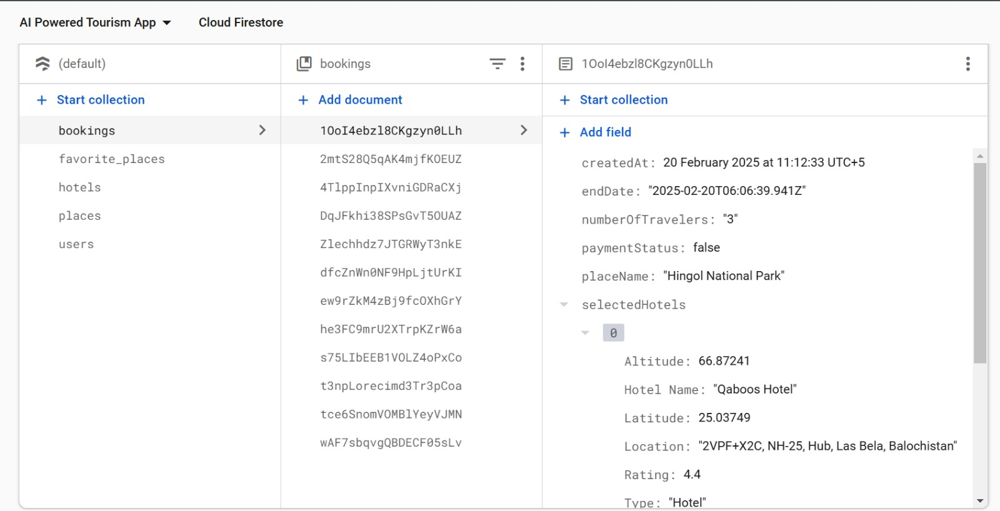 AI Powered Tourism App
Cloud Firestore
(default)
Start collection
bookings
favorite_places
hotels
places
users
bookings
Add document
1OoI4ebzl8CKgzyn0LLh
2mtS28Q5qAK4mjfKOEUZ
4TlppInpIXvniGDRaCXj
DqJFkhi38SPsGvT5OUAZ
Zlechhdz7JTGRWyT3nkE
dfcZnWn0NF9HpLjtUrKI
ew9rZkM4zBj9fcOXhGrY
he3FC9mrU2XTrpKZrW6a
s75LIbEEB1VOLZ4oPxCo
t3npLorecimd3Tr3pCoa
tce6SnomVOMBlYeyVJMN
wAF7sbqvgQBDECF05sLv
1OoI4ebzl8CKgzyn0LLh
Start collection
Add field
createdAt: 20 February 2025 at 11:12:33 UTC+5
endDate: "2025-02-20T06:06:39.941Z"
numberOfTravelers: "3"
paymentStatus: false
placeName: "Hingol National Park"
selectedHotels
0
Altitude: 66.87241
Hotel Name: "Qaboos Hotel"
Latitude: 25.03749
Location: "2VPF+X2C, NH-25, Hub, Las Bela, Balochistan"
Rating: 4.4
Type: "Hotel"